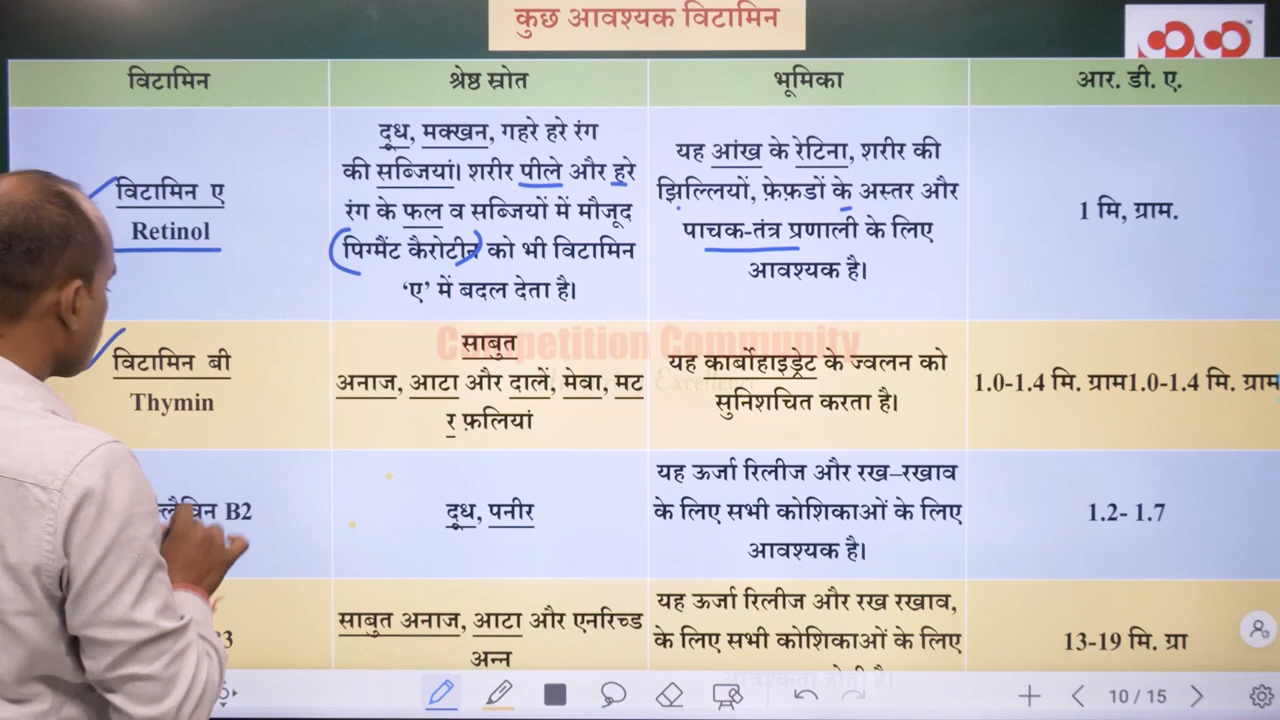 कुछ आवश्यक विटामिन
विटामिन
श्रेष्ठ स्रोत
भूमिका
आर. डी. ए.
विटामिन ए
Retinol
दूध, मक्खन, गहरे हरे रंग
की सब्जियां। शरीर पीले और हरे
रंग के फल व सब्जियों में मौजूद
पिग्मैंट कैरोटीन को भी विटामिन
‘ए’ में बदल देता है।
यह आंख के रेटिना, शरीर की
झिल्लियों, फ़ेफ़डों के अस्तर और
पाचक-तंत्र प्रणाली के लिए
आवश्यक है।
1 मि, ग्राम.
विटामिन बी
Thymin
साबुत
अनाज, आटा और दालें, मेवा, मट
र फ़लियां
यह कार्बोहाइड्रेट के ज्वलन को
सुनिशचित करता है।
1.0-1.4 मि. ग्राम1.0-1.4 मि. ग्राम
Competition Community
B2
दूध, पनीर
यह ऊर्जा रिलीज और रख–रखाव
के लिए सभी कोशिकाओं के लिए
आवश्यक है।
1.2- 1.7
साबुत अनाज, आटा और एनरिच्ड
अन्न
यह ऊर्जा रिलीज और रख रखाव,
के लिए सभी कोशिकाओं के लिए
13-19 मि. ग्रा
10 / 15